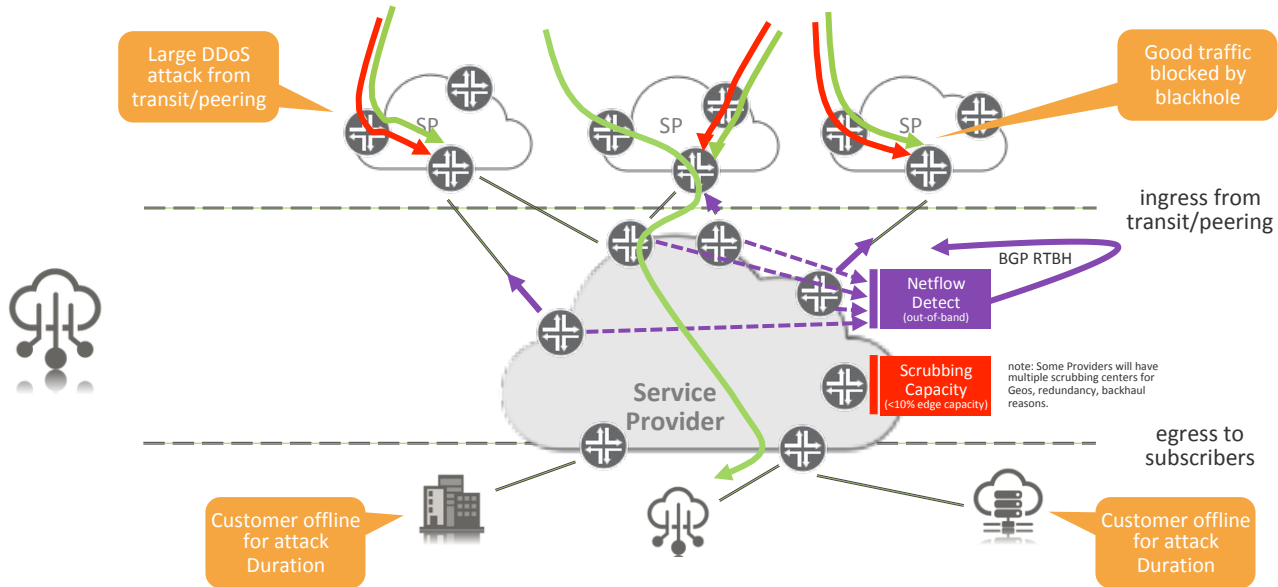 Large DDoS
attack from
transit/peering
SP
SP
SP
Good traffic
blocked by
blackhole
ingress from
transit/peering
BGP RTBH
Netflow
Detect
(out-of-band)
Scrubbing
Capacity
(<10% edge capacity)
note: Some Providers will have
multiple scrubbing centers for
Geos, redundancy, backhaul
reasons.
Service
Provider
egress to
subscribers
Customer offline
for attack
Duration
Customer offline
for attack
Duration